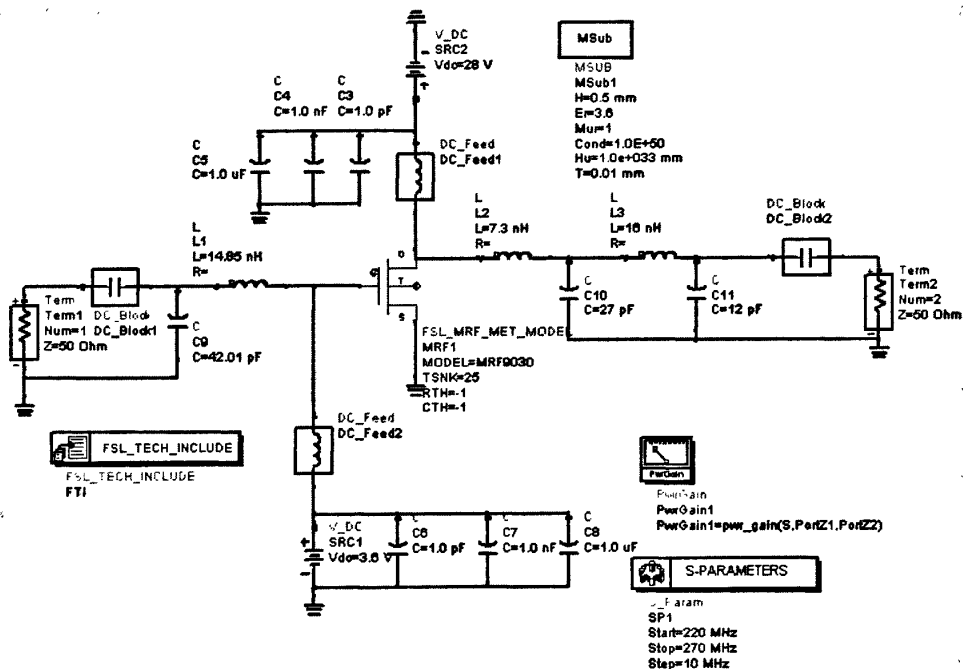 V_DC
SRC2
Vdc=28 V
MSub
MSUB
MSub1
H=0.5 mm
Er=3.6
Mur=1
Cond=1.0E+50
Hu=1.0e+033 mm
T=0.01 mm
C
C4
C=1.0 nF
C
C3
C=1.0 pF
C
C5
C=1.0 uF
DC_Feed
DC_Feed1
L
L2
L=7.3 nH
R=
L
L3
L=16 nH
R=
DC_Block
DC_Block2
L
L1
L=14.85 nH
R=
Term
Term1
Num=1
Z=50 Ohm
DC_Block
DC_Block1
C
C9
C=42.01 pF
G
D
T
S
C
C10
C=27 pF
C
C11
C=12 pF
Term
Term2
Num=2
Z=50 Ohm
FSL_MRF_MET_MODEL
MRF1
MODEL=MRF9030
TSNK=25
RTH=-1
CTH=-1
DC_Feed
DC_Feed2
FSL_TECH_INCLUDE
FSL_TECH_INCLUDE
FTI
PwrGain
PwrGain
PwrGain1
PwrGain1=pwr_gain(S,PortZ1,PortZ2)
V_DC
SRC1
Vdc=3.6 V
C
C6
C=1.0 pF
C
C7
C=1.0 nF
C
C8
C=1.0 uF
S-PARAMETERS
S_Param
SP1
Start=220 MHz
Stop=270 MHz
Step=10 MHz